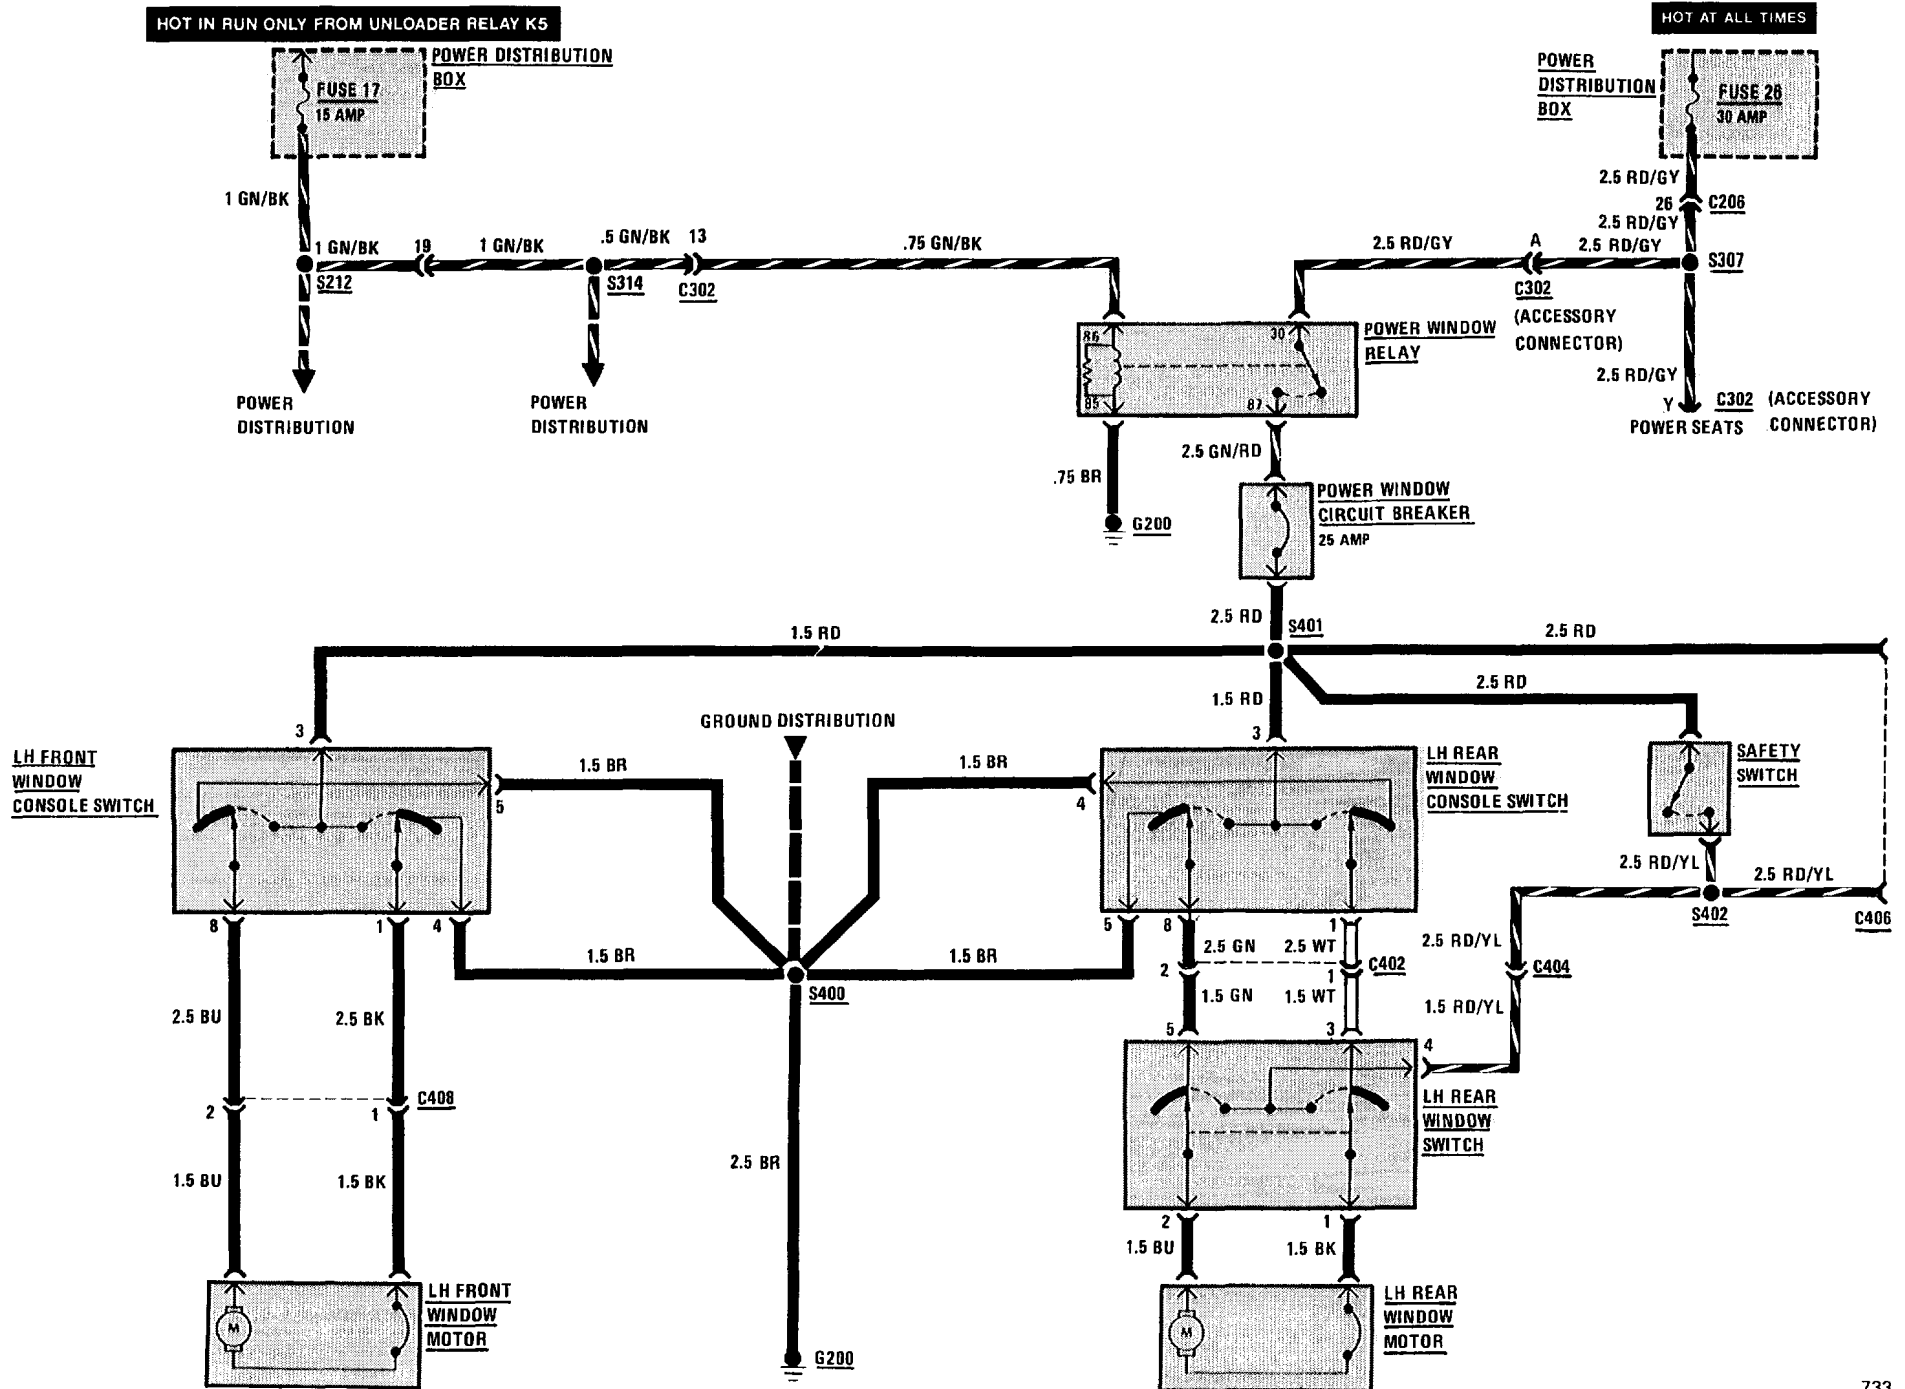 HOT IN RUN ONLY FROM UNLOADER RELAY K5
HOT AT ALL TIMES
POWER DISTRIBUTION
BOX
FUSE 17
15 AMP
POWER
DISTRIBUTION
BOX
FUSE 26
30 AMP
1 GN/BK
2.5 RD/GY
26
C206
2.5 RD/GY
1 GN/BK
19
1 GN/BK
.5 GN/BK
13
.75 GN/BK
2.5 RD/GY
A
2.5 RD/GY
S307
S212
S314
C302
C302
(ACCESSORY
CONNECTOR)
86
30
85
87
POWER WINDOW
RELAY
2.5 RD/GY
Y
C302
(ACCESSORY
CONNECTOR)
POWER SEATS
POWER
DISTRIBUTION
POWER
DISTRIBUTION
.75 BR
G200
2.5 GN/RD
POWER WINDOW
CIRCUIT BREAKER
25 AMP
2.5 RD
S401
1.5 RD
2.5 RD
1.5 RD
2.5 RD
GROUND DISTRIBUTION
3
3
LH FRONT
WINDOW
CONSOLE SWITCH
5
1.5 BR
1.5 BR
4
LH REAR
WINDOW
CONSOLE SWITCH
SAFETY
SWITCH
2.5 RD/YL
2.5 RD/YL
S402
C406
8
1
4
1.5 BR
S400
1.5 BR
5
8
1
2.5 GN
2.5 WT
2
1
C402
1.5 GN
1.5 WT
5
3
2.5 RD/YL
C404
1.5 RD/YL
4
2.5 BU
2.5 BK
2
1
C408
1.5 BU
1.5 BK
2.5 BR
LH REAR
WINDOW
SWITCH
2
1
1.5 BU
1.5 BK
M
LH FRONT
WINDOW
MOTOR
G200
M
LH REAR
WINDOW
MOTOR
733